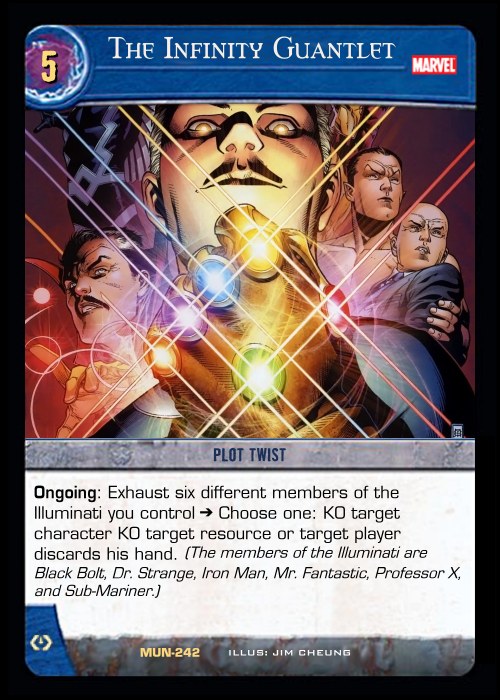 5
THE INFINITY GUANTLET
MARVEL
PLOT TWIST
Ongoing: Exhaust six different members of the
Illuminati you control ➔ Choose one: KO target
character KO target resource or target player
discards his hand. (The members of the Illuminati are
Black Bolt, Dr. Strange, Iron Man, Mr. Fantastic, Professor X,
and Sub-Mariner.)
MUN-242 ILLUS: JIM CHEUNG